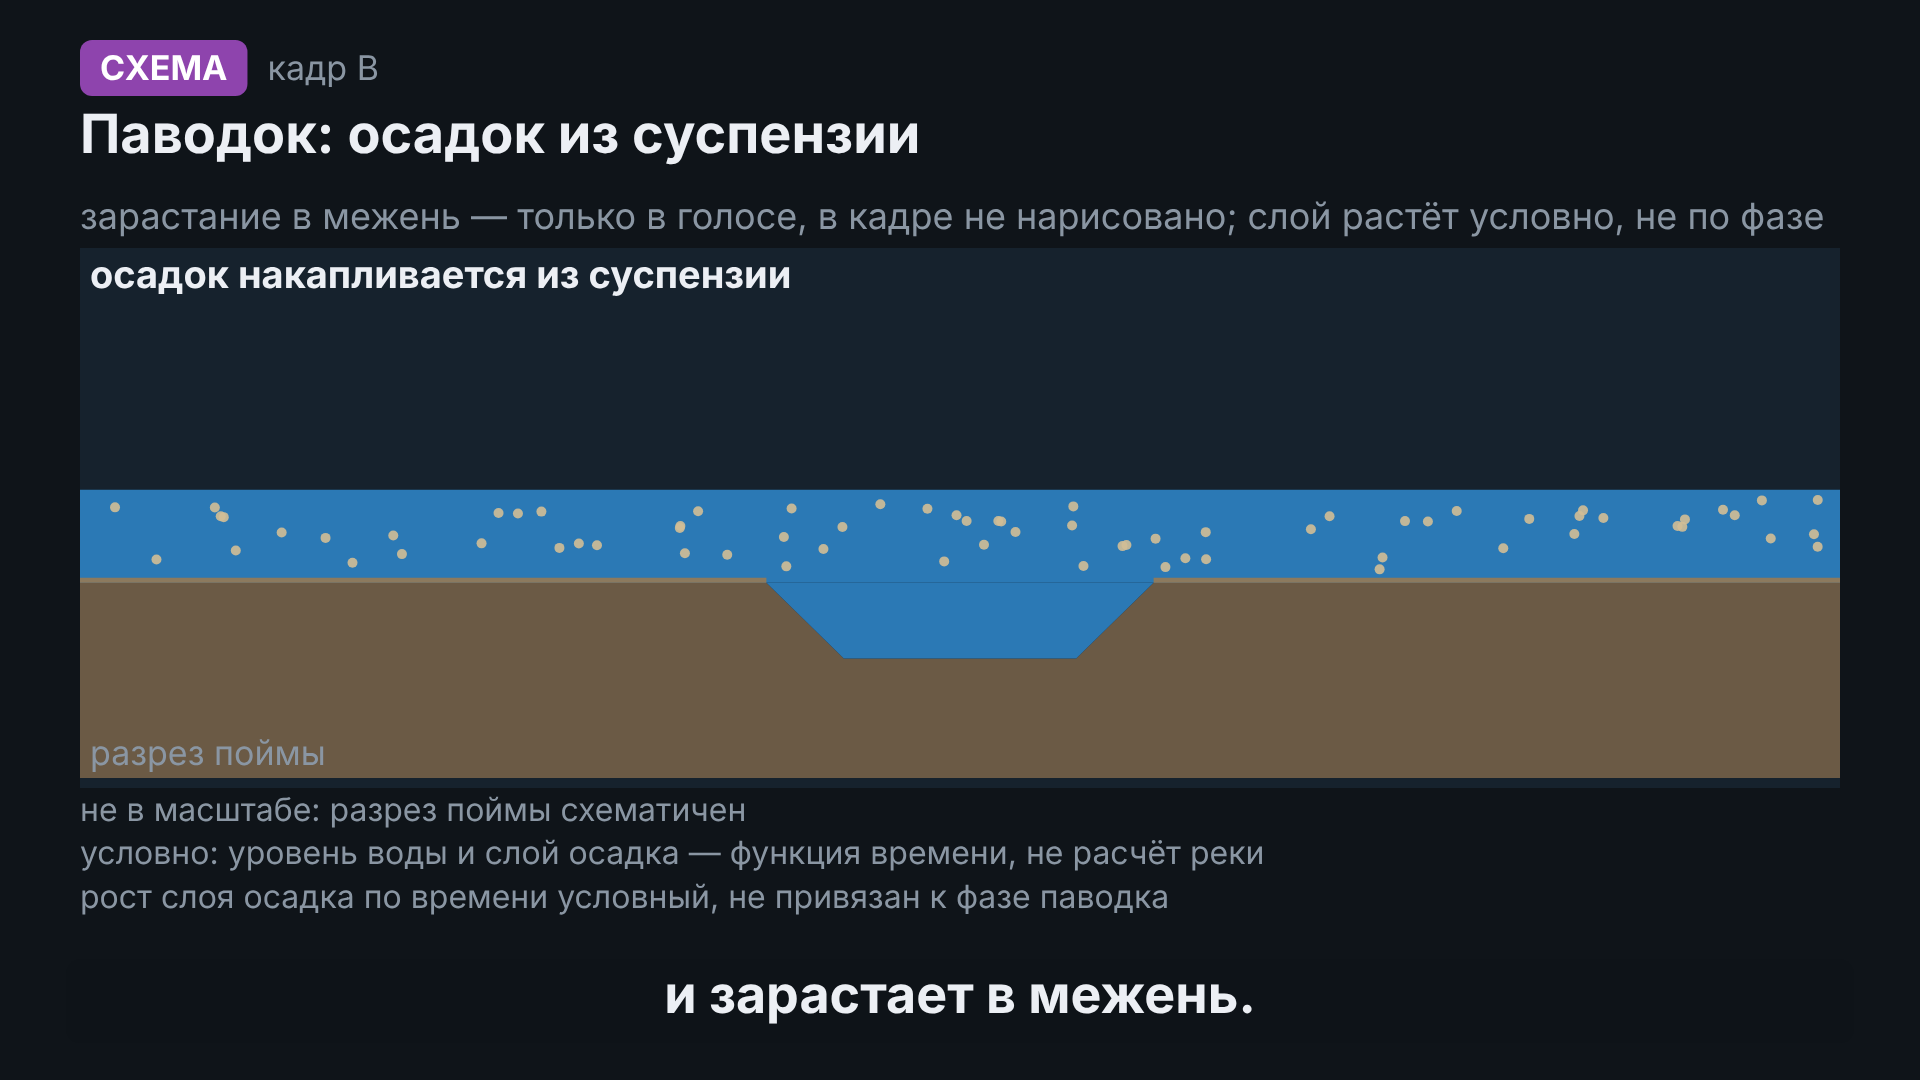 СХЕМА кадр В
Паводок: осадок из суспензии
зарастание в межень — только в голосе, в кадре не нарисовано; слой растёт условно, не по фазе
осадок накапливается из суспензии
разрез поймы
не в масштабе: разрез поймы схематичен
условно: уровень воды и слой осадка — функция времени, не расчёт реки
рост слоя осадка по времени условный, не привязан к фазе паводка
и зарастает в межень.